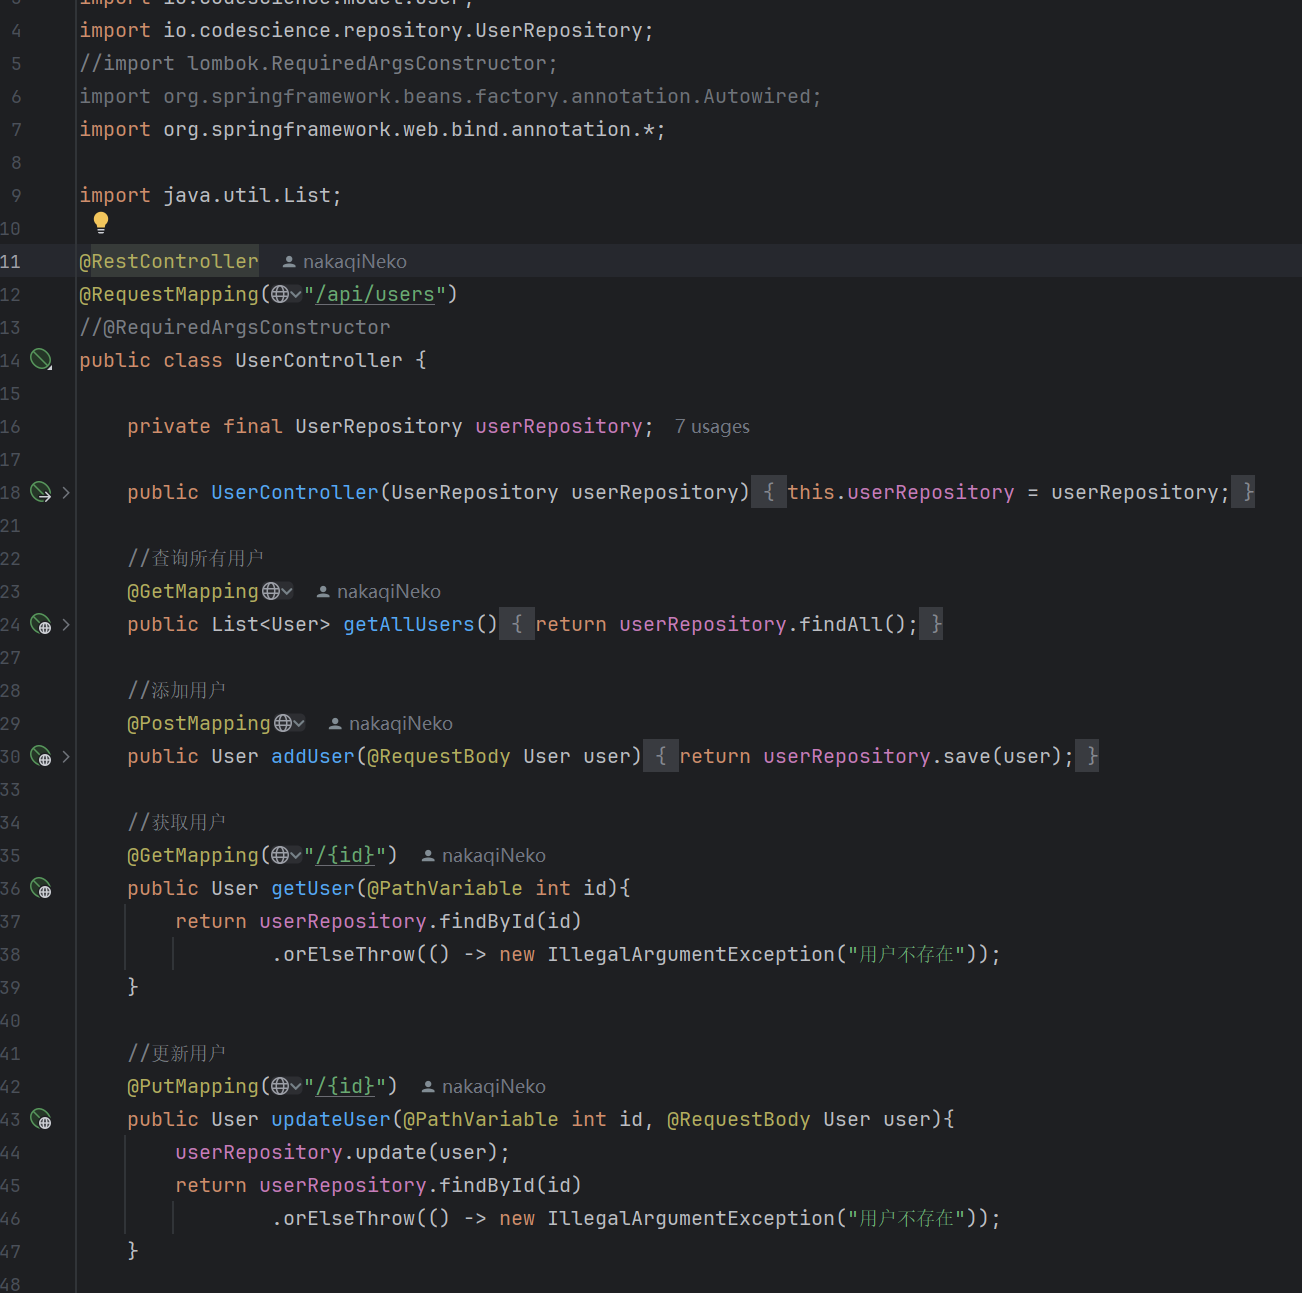 import io.codescience.model.User;
4 import io.codescience.repository.UserRepository;
5 //import lombok.RequiredArgsConstructor;
6 import org.springframework.beans.factory.annotation.Autowired;
7 import org.springframework.web.bind.annotation.*;
8
9 import java.util.List;
10
11 @RestController nakaqiNeko
12 @RequestMapping("/api/users")
13 //@RequiredArgsConstructor
14 public class UserController {
15
16 private final UserRepository userRepository; 7 usages
17
18 public UserController(UserRepository userRepository) { this.userRepository = userRepository; }
21
22 //查询所有用户
23 @GetMapping nakaqiNeko
24 public List<User> getAllUsers() { return userRepository.findAll(); }
27
28 //添加用户
29 @PostMapping nakaqiNeko
30 public User addUser(@RequestBody User user) { return userRepository.save(user); }
33
34 //获取用户
35 @GetMapping("/{id}") nakaqiNeko
36 public User getUser(@PathVariable int id){
37 return userRepository.findById(id)
38 .orElseThrow(() -> new IllegalArgumentException("用户不存在"));
39 }
40
41 //更新用户
42 @PutMapping("/{id}") nakaqiNeko
43 public User updateUser(@PathVariable int id, @RequestBody User user){
44 userRepository.update(user);
45 return userRepository.findById(id)
46 .orElseThrow(() -> new IllegalArgumentException("用户不存在"));
47 }
48